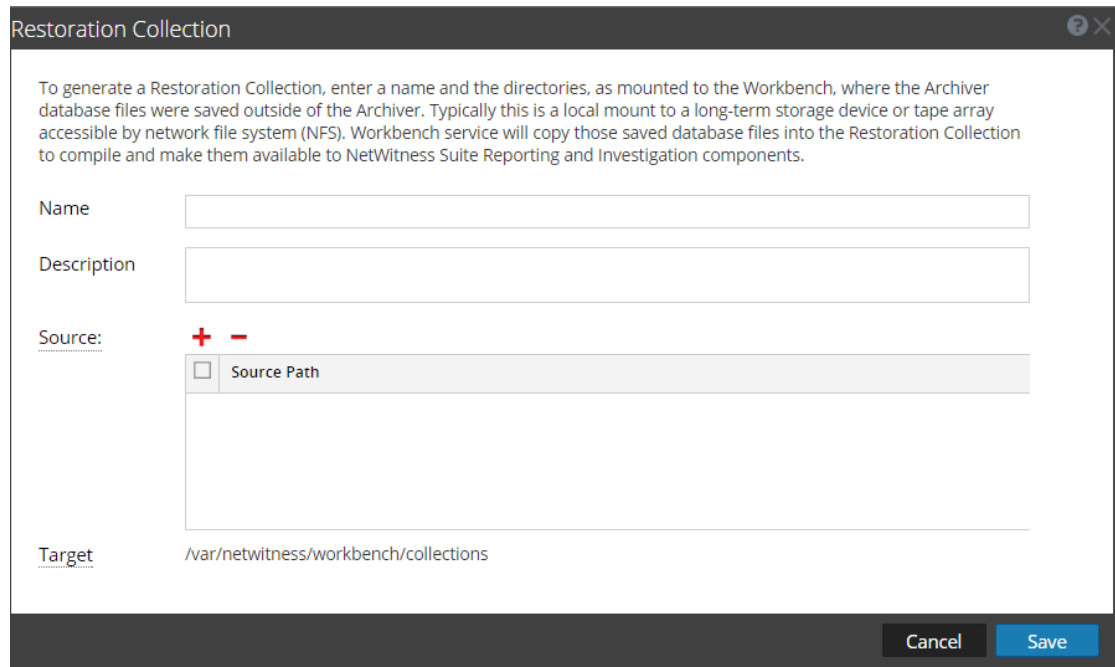 Restoration Collection
To generate a Restoration Collection, enter a name and the directories, as mounted to the Workbench, where the Archiver
database files were saved outside of the Archiver. Typically this is a local mount to a long-term storage device or tape array
accessible by network file system (NFS). Workbench service will copy those saved database files into the Restoration Collection
to compile and make them available to NetWitness Suite Reporting and Investigation components.
Name
Description
Source:
Source Path
Target /var/netwitness/workbench/collections
Cancel Save